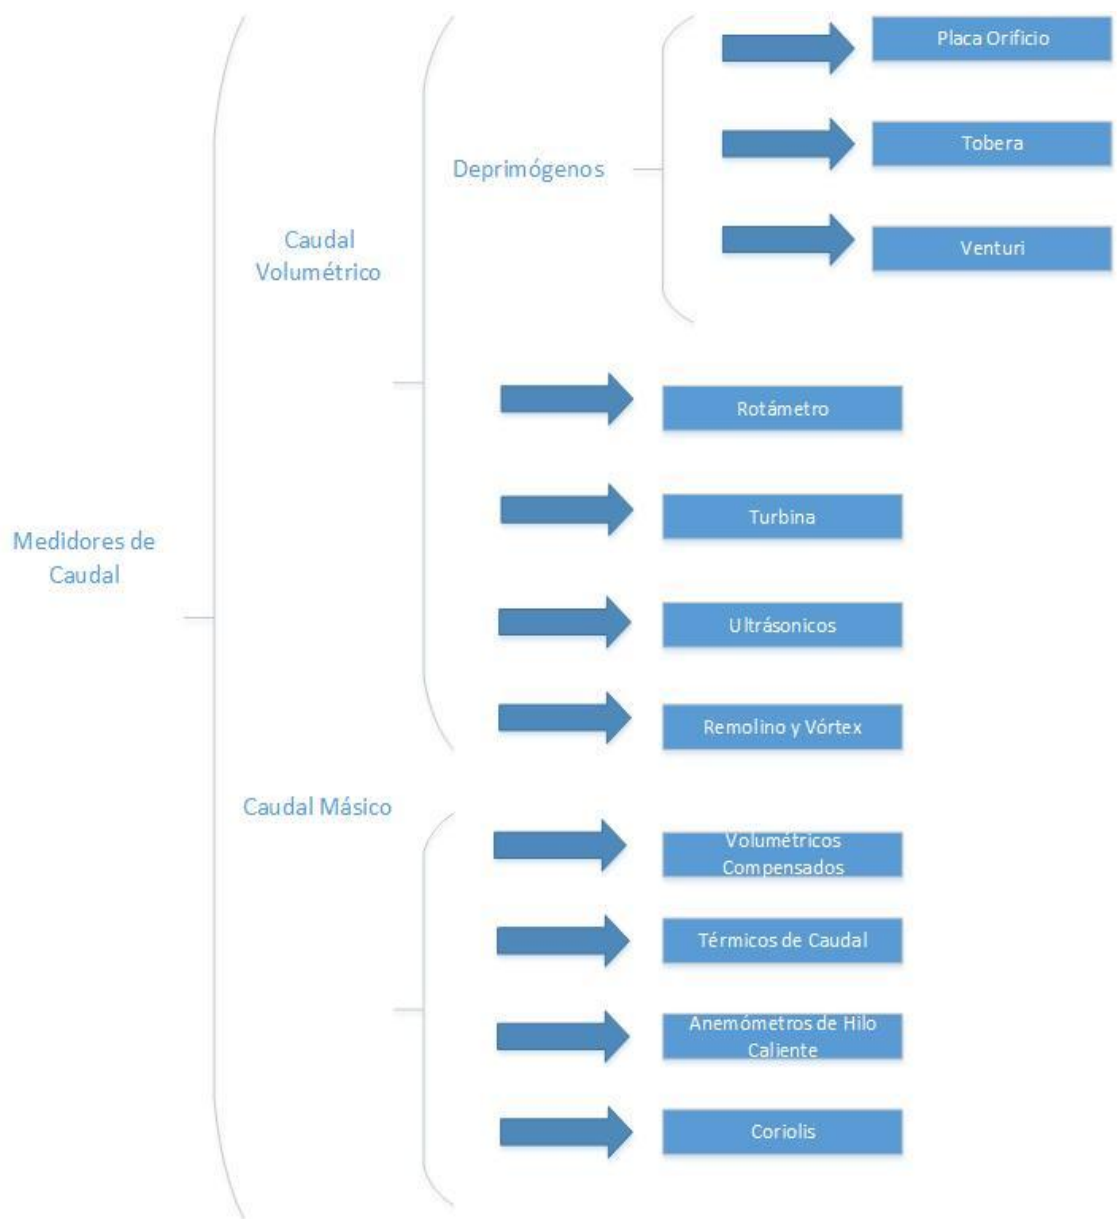 Medidores de
Caudal
Caudal
Volumétrico
Deprimógenos
Placa Orificio
Tobera
Venturi
Rotámetro
Turbina
Ultrásonicos
Remolino y Vórtex
Caudal Másico
Volumétricos
Compensados
Térmicos de Caudal
Anemómetros de Hilo
Caliente
Coriolis